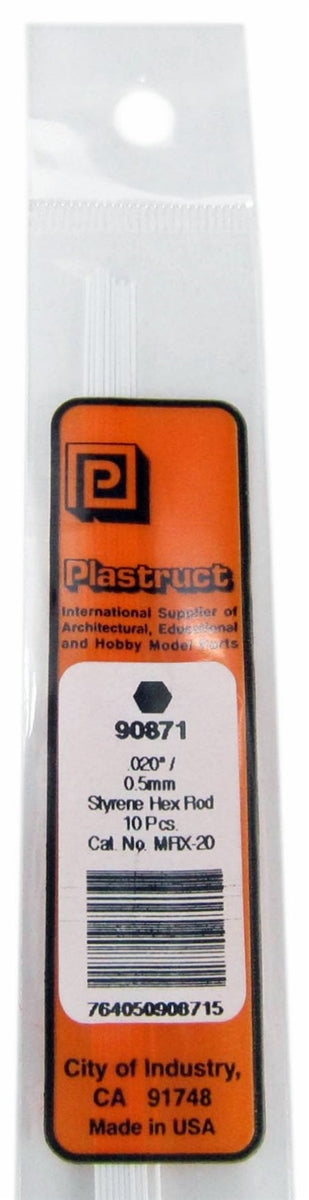 P
Plastruct
International Supplier of
Architectural, Educational
and Hobby Model Parts
90871
.020" /
0.5mm
Styrene Hex Rod
10 Pcs.
Cat. No. MRX-20
764050908715
City of Industry,
CA 91748
Made in USA